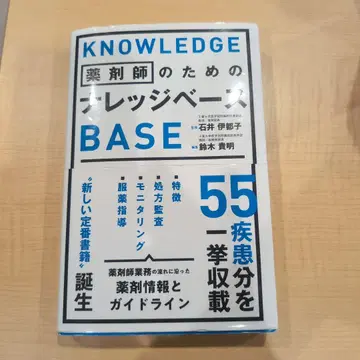 KNOWLEDGE
薬剤師のための
ナレッジベース
BASE
石井 伊都子
鈴木 貴明
55疾患分を
一挙収載
■特徴
■処方監査
■モニタリング
■服薬指導
薬剤師業務の流れに沿った
薬剤情報と
ガイドライン
“新しい定番書籍”誕生